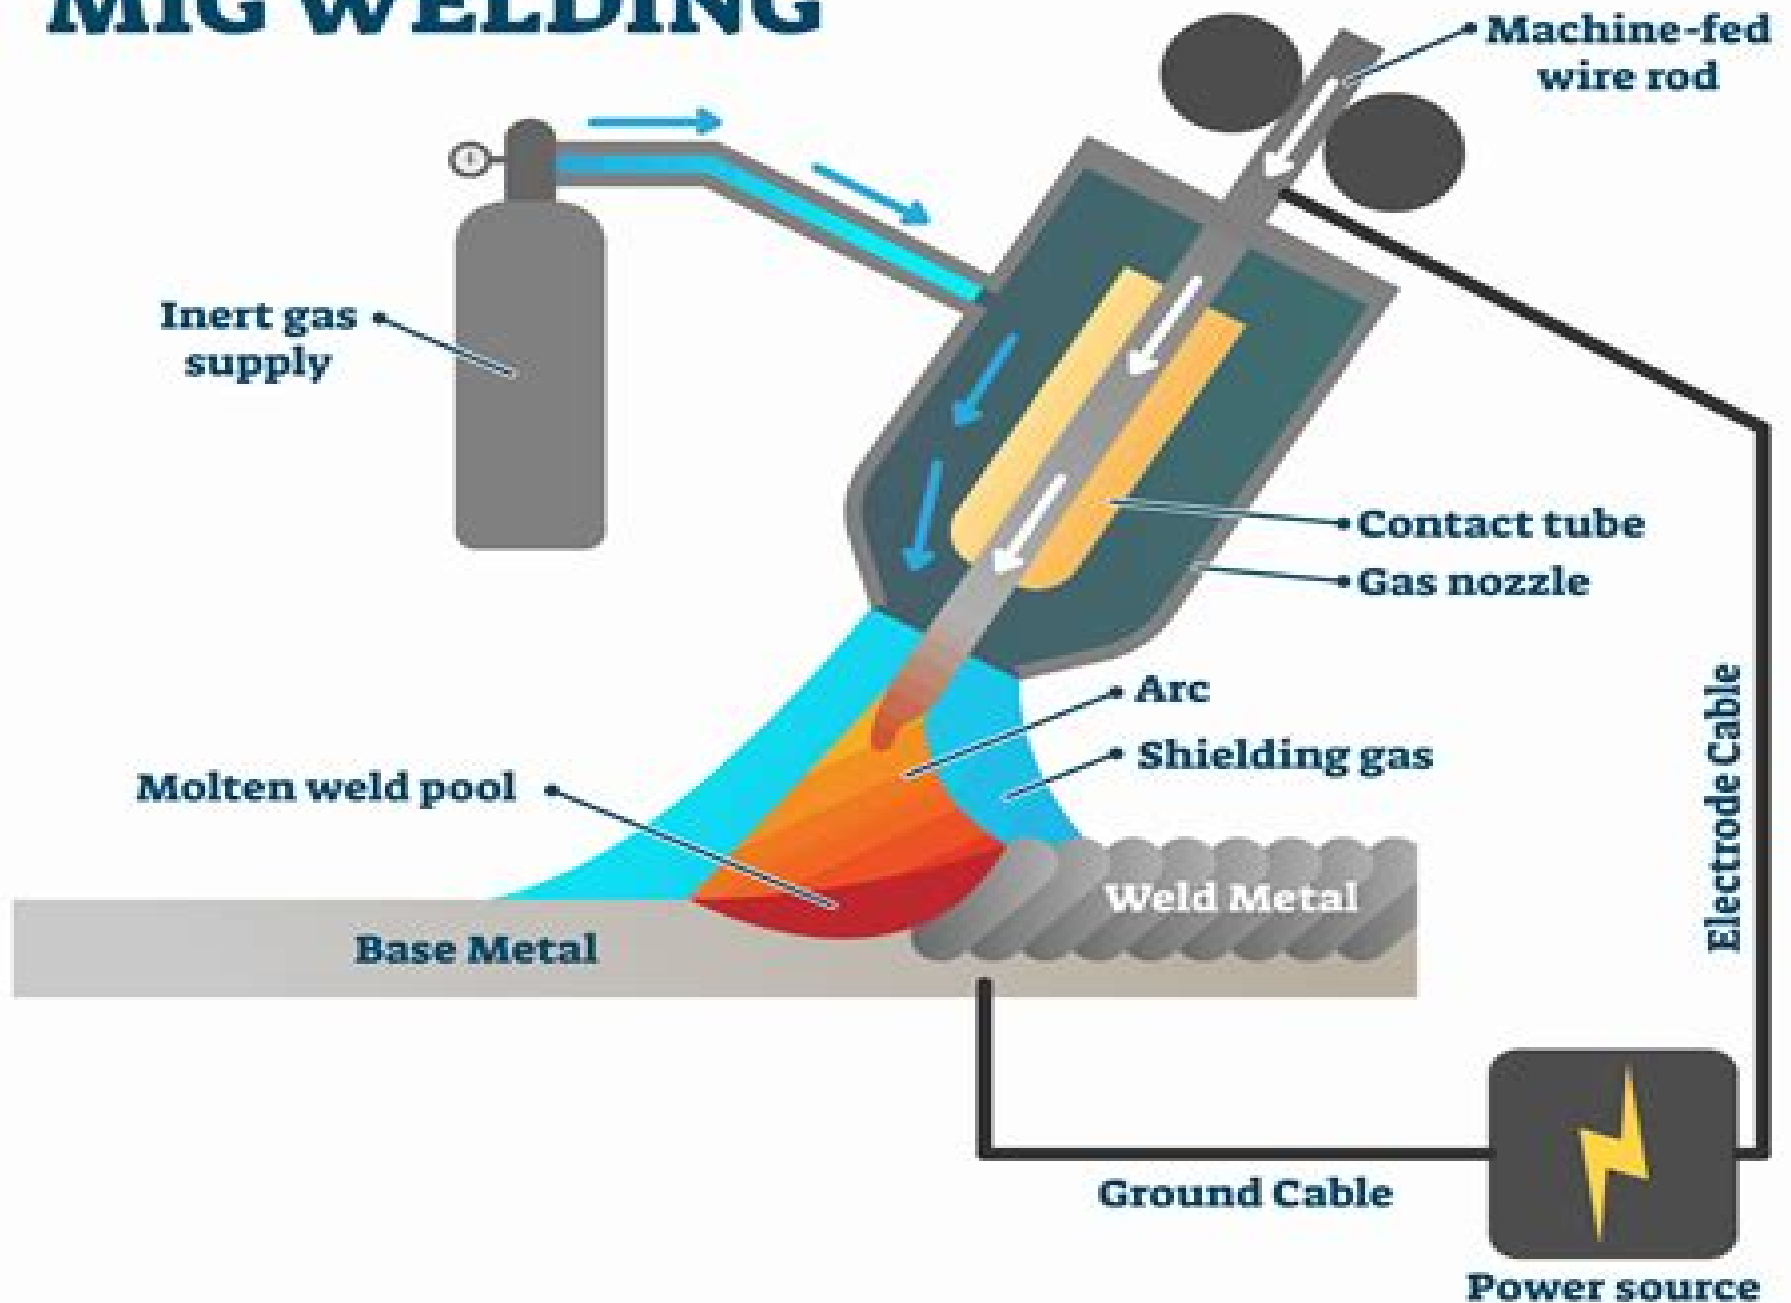 MIG WELDING
Machine-fed
wire rod
Inert gas
supply
Contact tube
Gas nozzle
Arc
Shielding gas
Molten weld pool
Electrode Cable
Weld Metal
Base Metal
Ground Cable
Power source